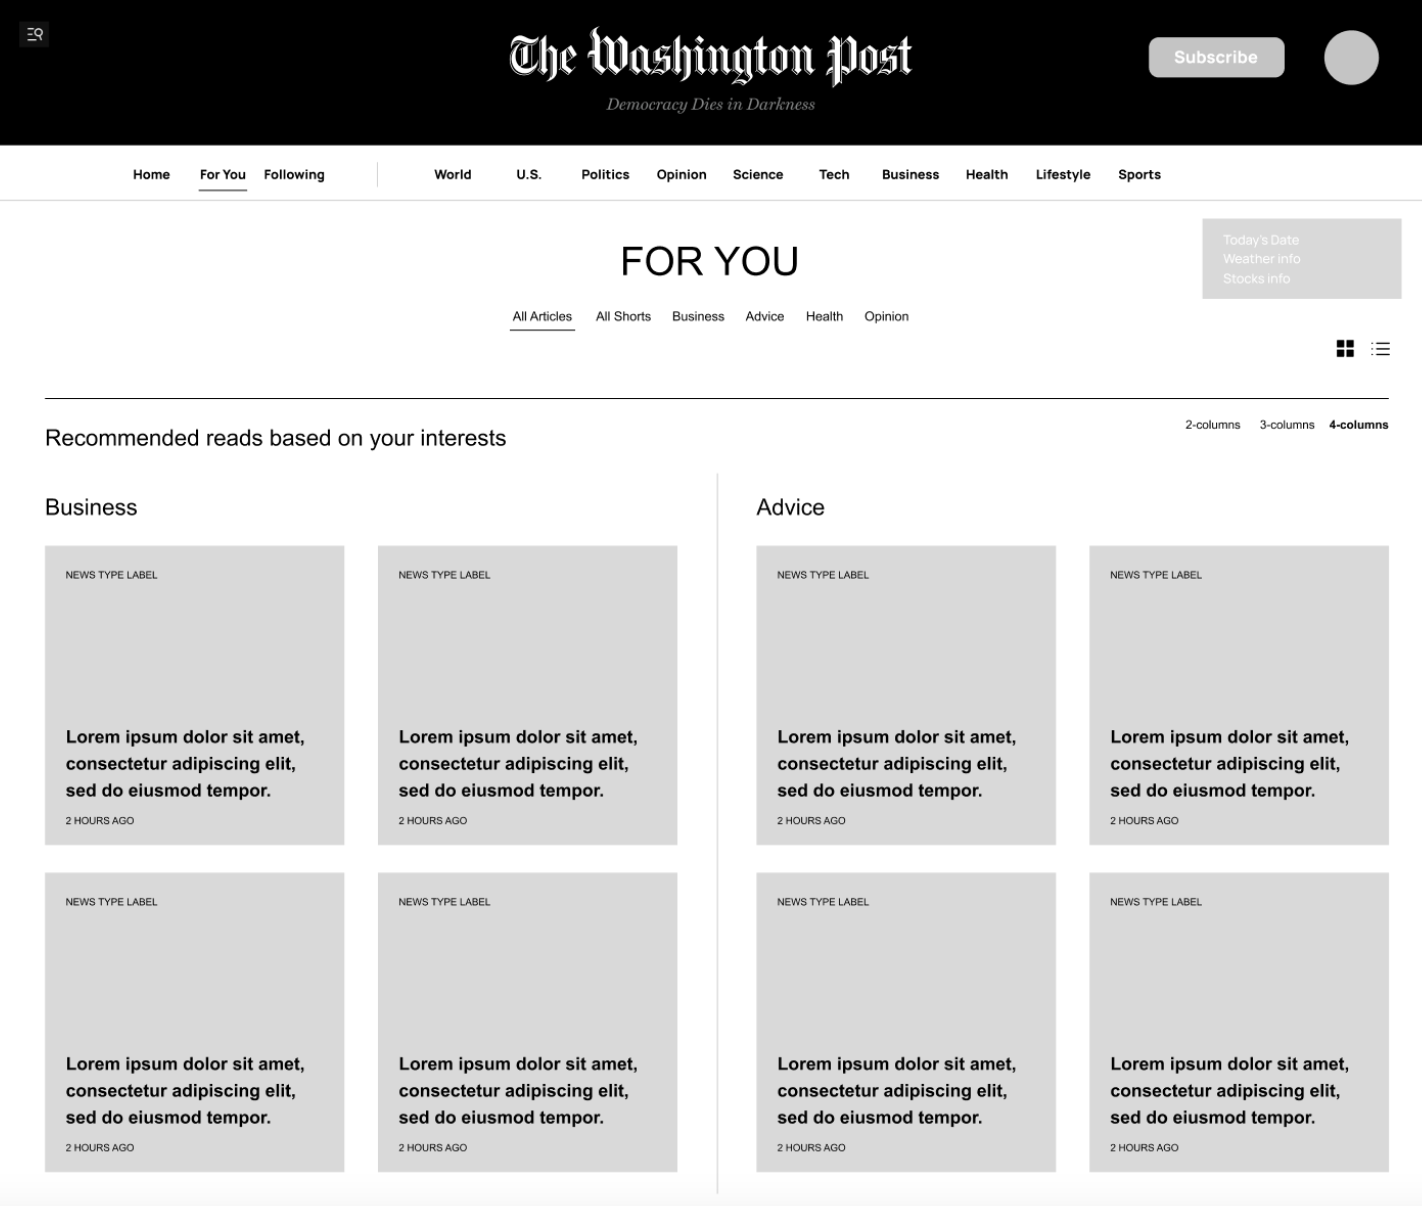 The Washington Post
Democracy Dies in Darkness
Subscribe
Home For You Following World U.S. Politics Opinion Science Tech Business Health Lifestyle Sports
Today's Date
Weather info
Stocks info
FOR YOU
All Articles All Shorts Business Advice Health Opinion
2-columns 3-columns 4-columns
Recommended reads based on your interests
Business
NEWS TYPE LABEL
Lorem ipsum dolor sit amet,
consectetur adipiscing elit,
sed do eiusmod tempor.
2 HOURS AGO
NEWS TYPE LABEL
Lorem ipsum dolor sit amet,
consectetur adipiscing elit,
sed do eiusmod tempor.
2 HOURS AGO
NEWS TYPE LABEL
Lorem ipsum dolor sit amet,
consectetur adipiscing elit,
sed do eiusmod tempor.
2 HOURS AGO
NEWS TYPE LABEL
Lorem ipsum dolor sit amet,
consectetur adipiscing elit,
sed do eiusmod tempor.
2 HOURS AGO
Advice
NEWS TYPE LABEL
Lorem ipsum dolor sit amet,
consectetur adipiscing elit,
sed do eiusmod tempor.
2 HOURS AGO
NEWS TYPE LABEL
Lorem ipsum dolor sit amet,
consectetur adipiscing elit,
sed do eiusmod tempor.
2 HOURS AGO
NEWS TYPE LABEL
Lorem ipsum dolor sit amet,
consectetur adipiscing elit,
sed do eiusmod tempor.
2 HOURS AGO
NEWS TYPE LABEL
Lorem ipsum dolor sit amet,
consectetur adipiscing elit,
sed do eiusmod tempor.
2 HOURS AGO